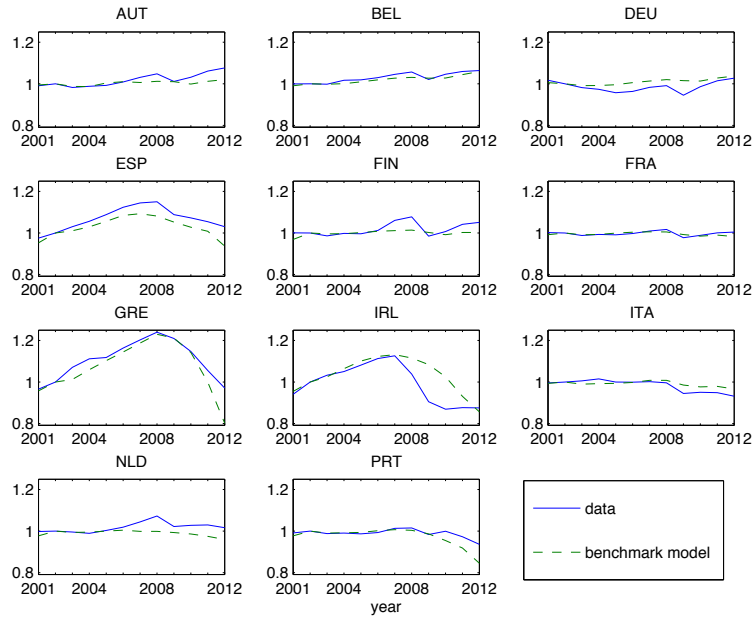 AUT BEL DEU
1.2 1.2 1.2
1 1 1
0.8 0.8 0.8
2001 2004 2008 2012 2001 2004 2008 2012 2001 2004 2008 2012
ESP FIN FRA
1.2 1.2 1.2
1 1 1
0.8 0.8 0.8
2001 2004 2008 2012 2001 2004 2008 2012 2001 2004 2008 2012
GRE IRL ITA
1.2 1.2 1.2
1 1 1
0.8 0.8 0.8
2001 2004 2008 2012 2001 2004 2008 2012 2001 2004 2008 2012
NLD PRT
1.2 1.2
1 1
0.8 0.8
2001 2004 2008 2012 2001 2004 2008 2012
year
data
benchmark model